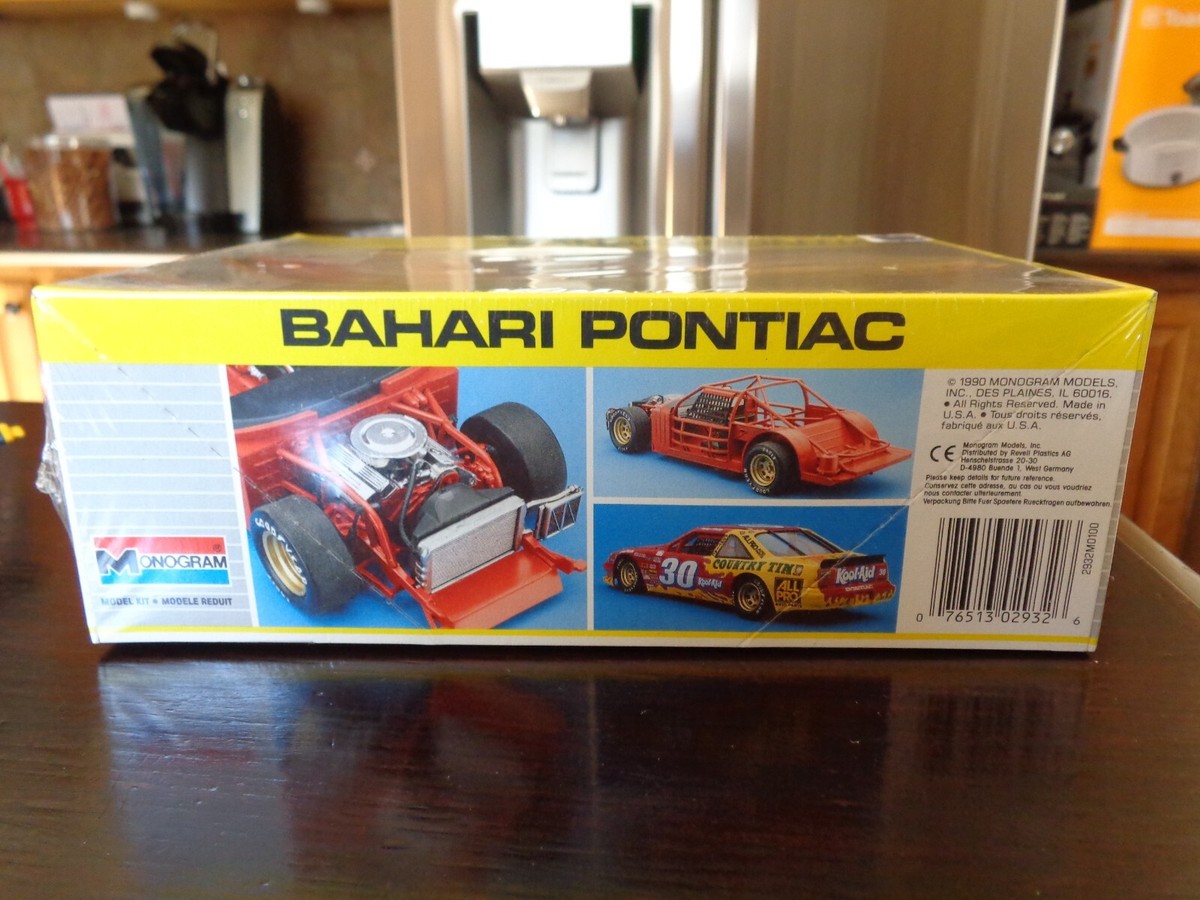 BAHARI PONTIAC
MONOGRAM
MODEL KIT • MODELE REDUIT
GOODYEAR
30
Kool-Aid
COUNTRY TIME
ALL
PRO
Kool-Aid
30
© 1990 MONOGRAM MODELS,
INC., DES PLAINES, IL 60016.
• All Rights Reserved. Made in
U.S.A. • Tous droits réservés,
fabriqué aux U.S.A.
CE
Monogram Models, Inc.
Distributed by Revell Plastics AG
Henschelstrasse 20-30
D-4980 Buende 1, West Germany
Please keep details for future reference.
Conservez cette adresse, au cas ou vous voudriez
nous contacter ulterieurement.
Verpackung Bitte Fuer Spaetere Rueckfragen aufbewahren.
2932M0100
0 76513 02932 6